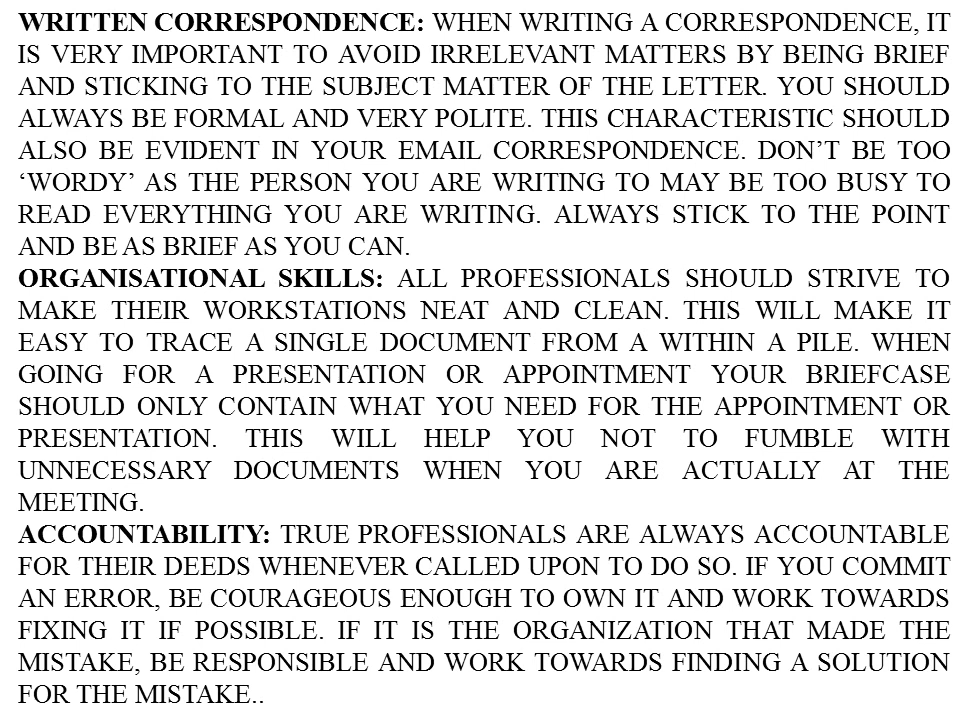 WRITTEN CORRESPONDENCE: WHEN WRITING A CORRESPONDENCE, IT
IS VERY IMPORTANT TO AVOID IRRELEVANT MATTERS BY BEING BRIEF
AND STICKING TO THE SUBJECT MATTER OF THE LETTER. YOU SHOULD
ALWAYS BE FORMAL AND VERY POLITE. THIS CHARACTERISTIC SHOULD
ALSO BE EVIDENT IN YOUR EMAIL CORRESPONDENCE. DON’T BE TOO
‘WORDY’ AS THE PERSON YOU ARE WRITING TO MAY BE TOO BUSY TO
READ EVERYTHING YOU ARE WRITING. ALWAYS STICK TO THE POINT
AND BE AS BRIEF AS YOU CAN.
ORGANISATIONAL SKILLS: ALL PROFESSIONALS SHOULD STRIVE TO
MAKE THEIR WORKSTATIONS NEAT AND CLEAN. THIS WILL MAKE IT
EASY TO TRACE A SINGLE DOCUMENT FROM A WITHIN A PILE. WHEN
GOING FOR A PRESENTATION OR APPOINTMENT YOUR BRIEFCASE
SHOULD ONLY CONTAIN WHAT YOU NEED FOR THE APPOINTMENT OR
PRESENTATION. THIS WILL HELP YOU NOT TO FUMBLE WITH
UNNECESSARY DOCUMENTS WHEN YOU ARE ACTUALLY AT THE
MEETING.
ACCOUNTABILITY: TRUE PROFESSIONALS ARE ALWAYS ACCOUNTABLE
FOR THEIR DEEDS WHENEVER CALLED UPON TO DO SO. IF YOU COMMIT
AN ERROR, BE COURAGEOUS ENOUGH TO OWN IT AND WORK TOWARDS
FIXING IT IF POSSIBLE. IF IT IS THE ORGANIZATION THAT MADE THE
MISTAKE, BE RESPONSIBLE AND WORK TOWARDS FINDING A SOLUTION
FOR THE MISTAKE..